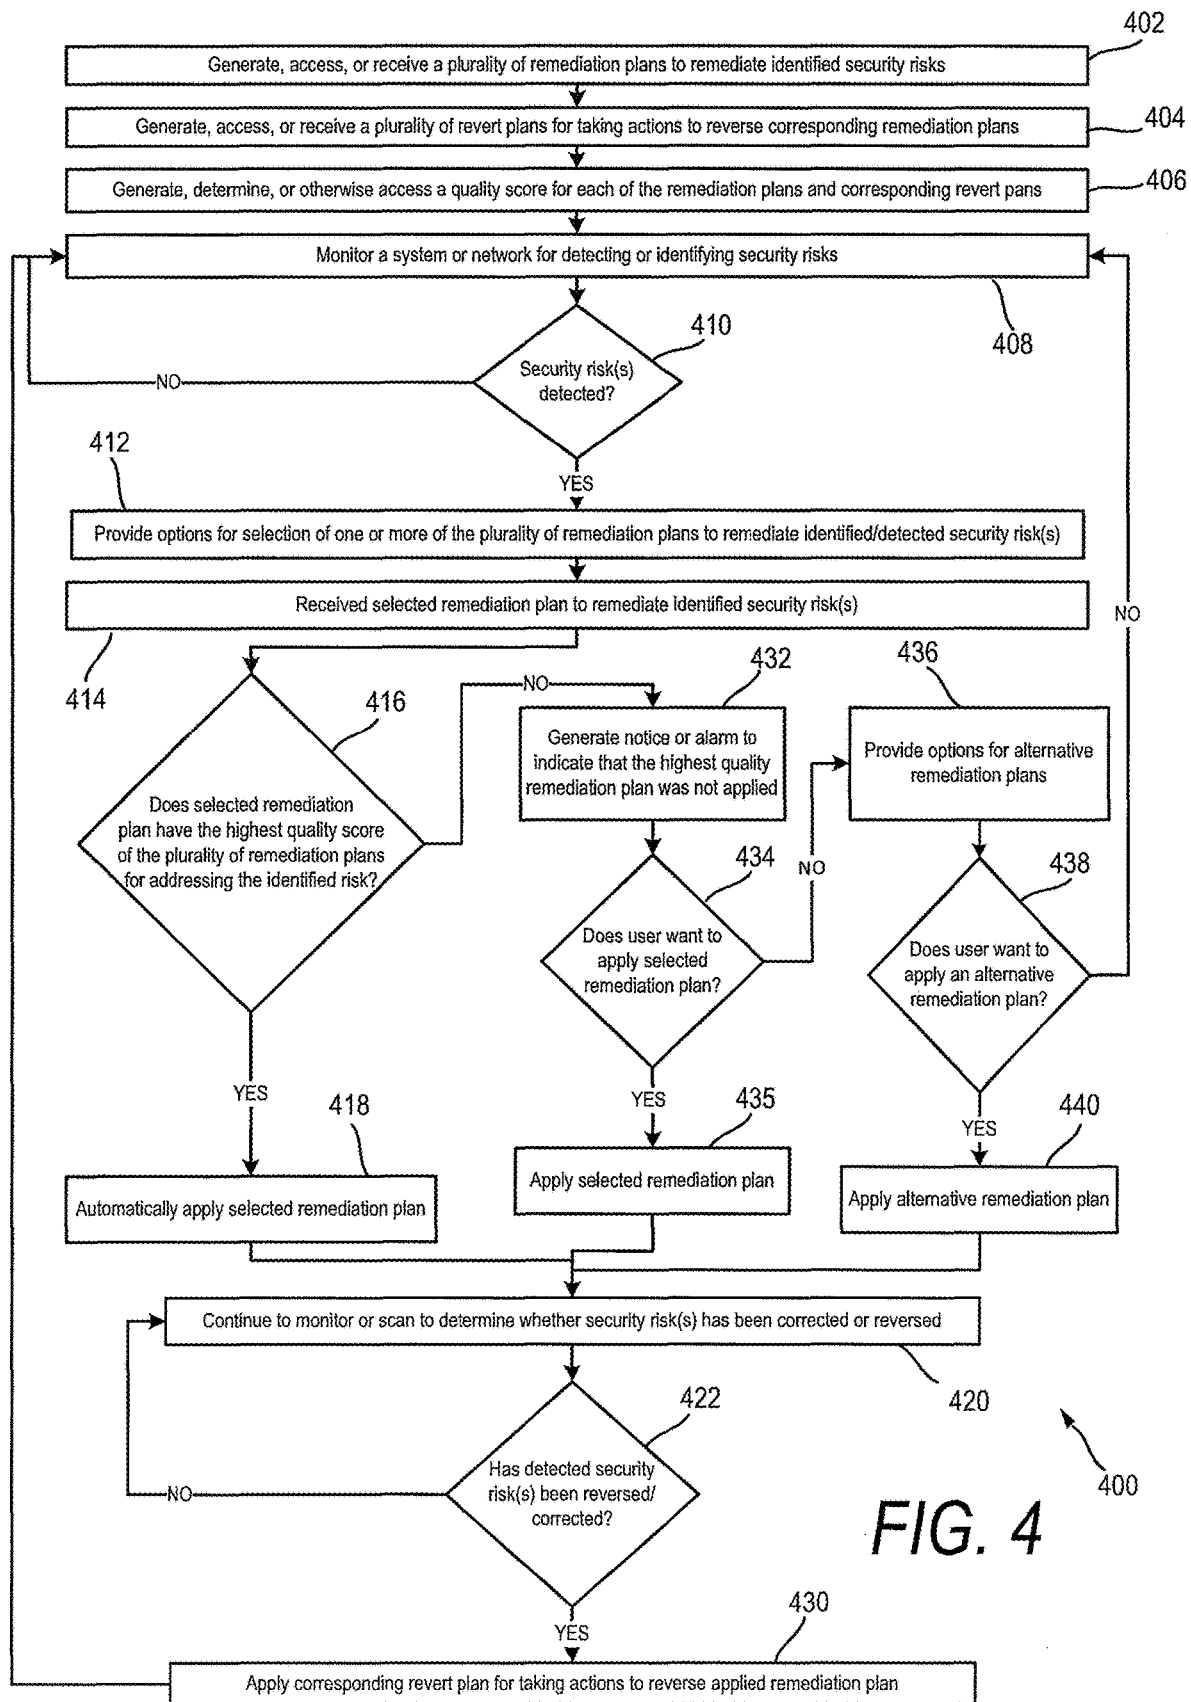 402
Generate, access, or receive a plurality of remediation plans to remediate identified security risks
404
Generate, access, or receive a plurality of revert plans for taking actions to reverse corresponding remediation plans
406
Generate, determine, or otherwise access a quality score for each of the remediation plans and corresponding revert pans
Monitor a system or network for detecting or identifying security risks
408
410
Security risk(s)
detected?
NO
YES
412
Provide options for selection of one or more of the plurality of remediation plans to remediate identified/detected security risk(s)
Received selected remediation plan to remediate identified security risk(s)
414
NO
416
Does selected remediation
plan have the highest quality score
of the plurality of remediation plans
for addressing the identified risk?
NO
YES
418
Automatically apply selected remediation plan
432
Generate notice or alarm to
indicate that the highest quality
remediation plan was not applied
434
Does user want to
apply selected
remediation plan?
NO
YES
435
Apply selected remediation plan
436
Provide options for alternative
remediation plans
438
Does user want to
apply an alternative
remediation plan?
YES
440
Apply alternative remediation plan
Continue to monitor or scan to determine whether security risk(s) has been corrected or reversed
420
422
Has detected security
risk(s) been reversed/
corrected?
NO
YES
400
FIG. 4
430
Apply corresponding revert plan for taking actions to reverse applied remediation plan